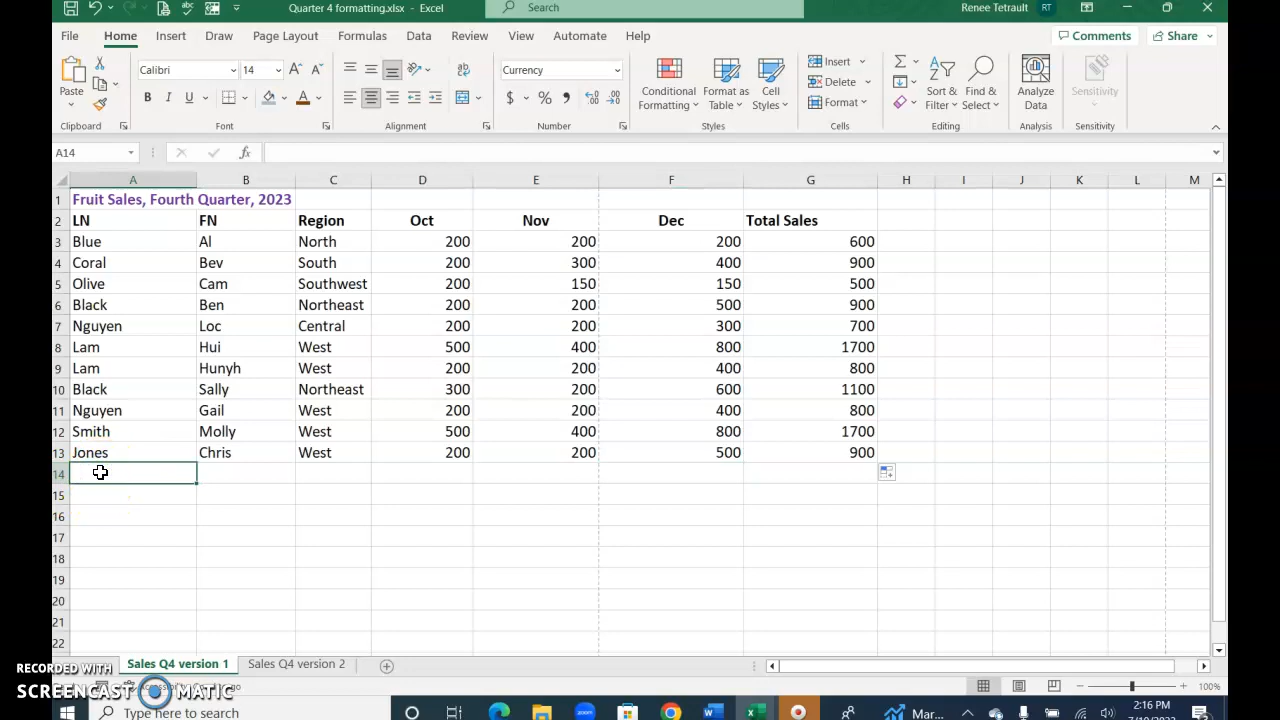 Quarter 4 formatting.xlsx - Excel
Search
Renee Tetrault RT
File Home Insert Draw Page Layout Formulas Data Review View Automate Help
Comments Share
Paste
Calibri 14
B I U
Currency
$ % ,
Conditional Formatting
Format as Table
Cell Styles
Insert
Delete
Format
Sort & Filter
Find & Select
Analyze Data
Sensitivity
Clipboard Font Alignment Number Styles Cells Editing Analysis Sensitivity
A14 fx
A B C D E F G H I J K L M
1 Fruit Sales, Fourth Quarter, 2023
2 LN FN Region Oct Nov Dec Total Sales
3 Blue Al North 200 200 200 600
4 Coral Bev South 200 300 400 900
5 Olive Cam Southwest 200 150 150 500
6 Black Ben Northeast 200 200 500 900
7 Nguyen Loc Central 200 200 300 700
8 Lam Hui West 500 400 800 1700
9 Lam Hunyh West 200 200 400 800
10 Black Sally Northeast 300 200 600 1100
11 Nguyen Gail West 200 200 400 800
12 Smith Molly West 500 400 800 1700
13 Jones Chris West 200 200 500 900
14
15
16
17
18
19
20
21
22
Sales Q4 version 1 Sales Q4 version 2
RECORDED WITH
SCREENCAST MATIC
100%
Type here to search
Mar...
2:16 PM